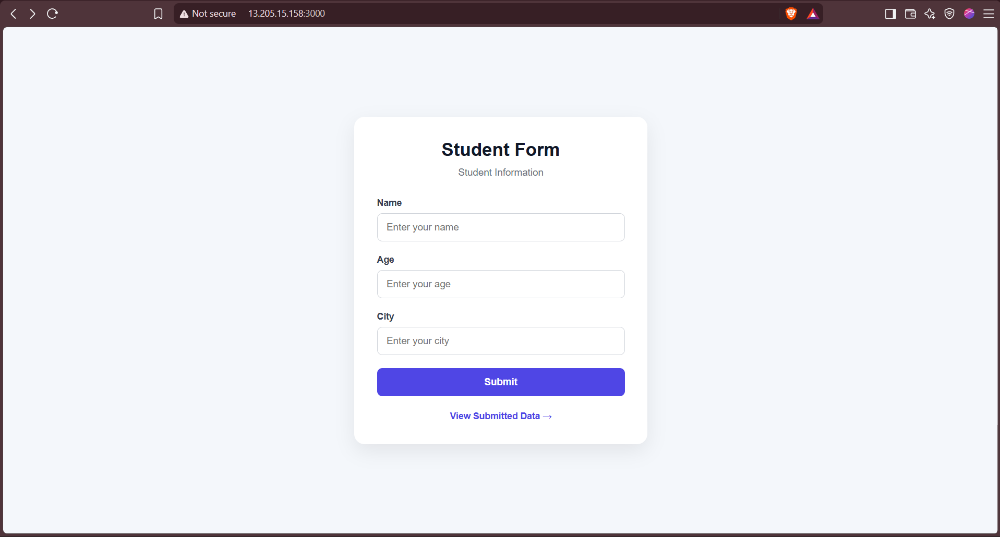 Not secure 13.205.15.158:3000
Student Form
Student Information
Name
Enter your name
Age
Enter your age
City
Enter your city
Submit
View Submitted Data →